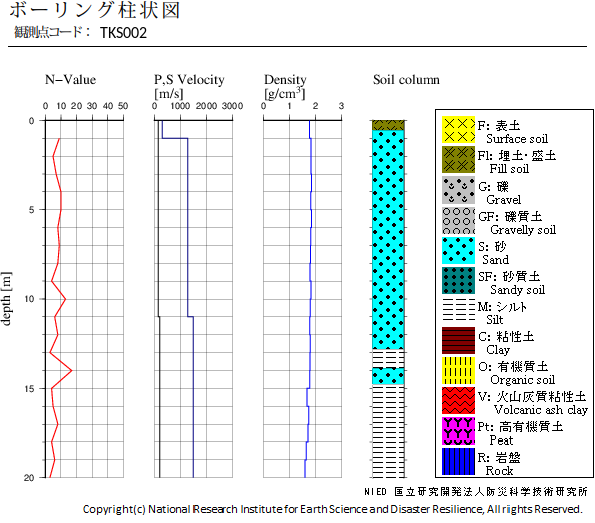 ボーリング柱状図
観測点コード： TKS002
N−Value
P,S Velocity
[m/s]
Density
[g/cm3]
Soil column
0 10 20 30 40 50
0 1000 2000 3000
0 1 2 3
0
5
10
15
20
depth [m]
F: 表土
Surface soil
Fl: 埋土・盛土
Fill soil
G: 礫
Gravel
GF: 礫質土
Gravelly soil
S: 砂
Sand
SF: 砂質土
Sandy soil
M: シルト
Silt
C: 粘性土
Clay
O: 有機質土
Organic soil
V: 火山灰質粘性土
Volcanic ash clay
Pt: 高有機質土
Peat
R: 岩盤
Rock
NIED 国立研究開発法人防災科学技術研究所
Copyright(c) National Research Institute for Earth Science and Disaster Resilience, All rights Reserved.